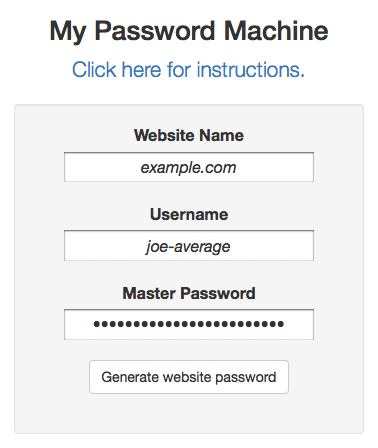 My Password Machine
Click here for instructions.
Website Name
example.com
Username
joe-average
Master Password
••••••••••••••••••••••••
Generate website password